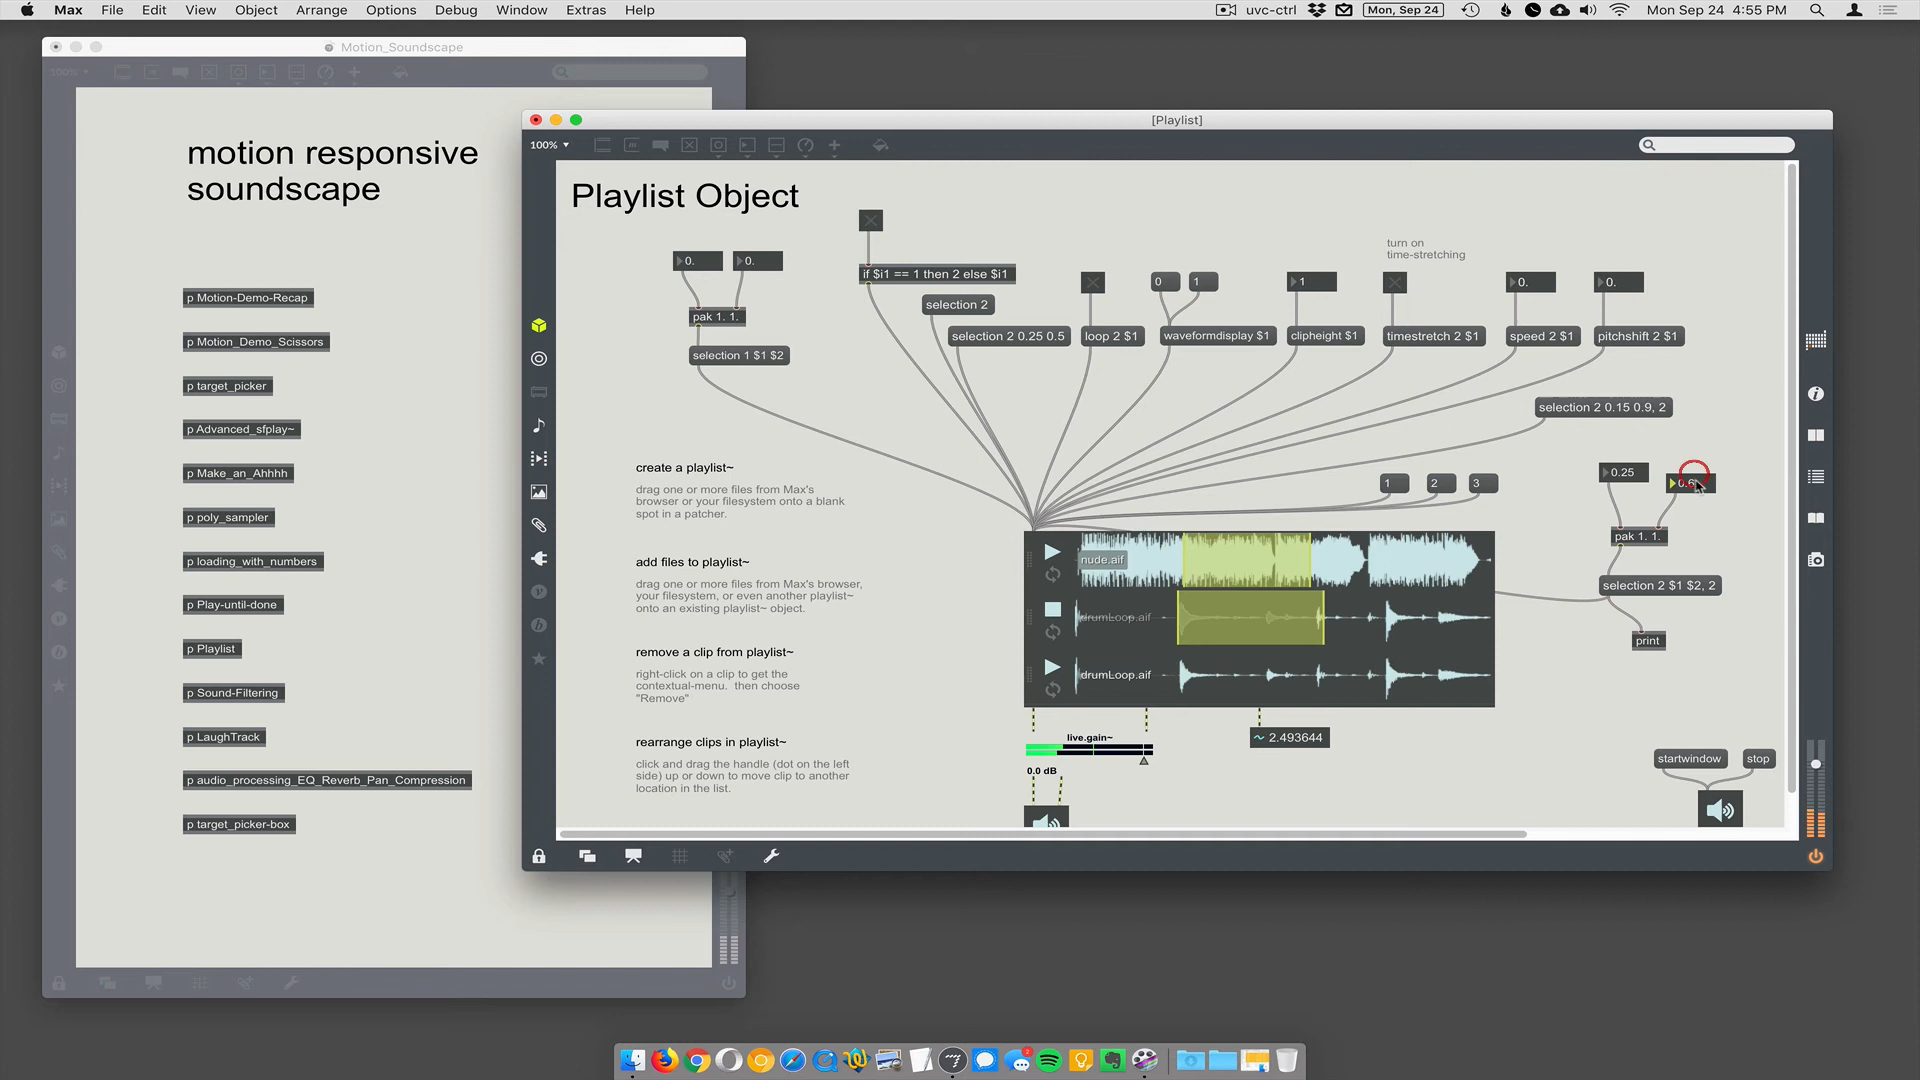 Max File Edit View Object Arrange Options Debug Window Extras Help
uvc-ctrl
Mon, Sep 24
Mon Sep 24 4:55 PM
Motion_Soundscape
100%
motion responsive
soundscape
p Motion-Demo-Recap
p Motion_Demo_Scissors
p target_picker
p Advanced_sfplay~
p Make_an_Ahhhh
p poly_sampler
p loading_with_numbers
p Play-until-done
p Playlist
p Sound-Filtering
p LaughTrack
p audio_processing_EQ_Reverb_Pan_Compression
p target_picker-box
[Playlist]
100%
Playlist Object
0.
0.
pak 1. 1.
selection 1 $1 $2
if $i1 == 1 then 2 else $i1
selection 2
selection 2 0.25 0.5
loop 2 $1
0
1
waveformdisplay $1
1
clipheight $1
turn on
time-stretching
timestretch 2 $1
0.
speed 2 $1
0.
pitchshift 2 $1
selection 2 0.15 0.9, 2
create a playlist~
drag one or more files from Max's
browser or your filesystem onto a blank
spot in a patcher.
add files to playlist~
drag one or more files from Max's browser,
your filesystem, or even another playlist~
onto an existing playlist~ object.
remove a clip from playlist~
right-click on a clip to get the
contextual-menu. then choose
"Remove"
rearrange clips in playlist~
click and drag the handle (dot on the left
side) up or down to move clip to another
location in the list.
1
2
3
nude.aif
drumLoop.aif
drumLoop.aif
live.gain~
0.0 dB
2.493644
0.25
pak 1. 1.
selection 2 $1 $2, 2
print
startwindow
stop
2